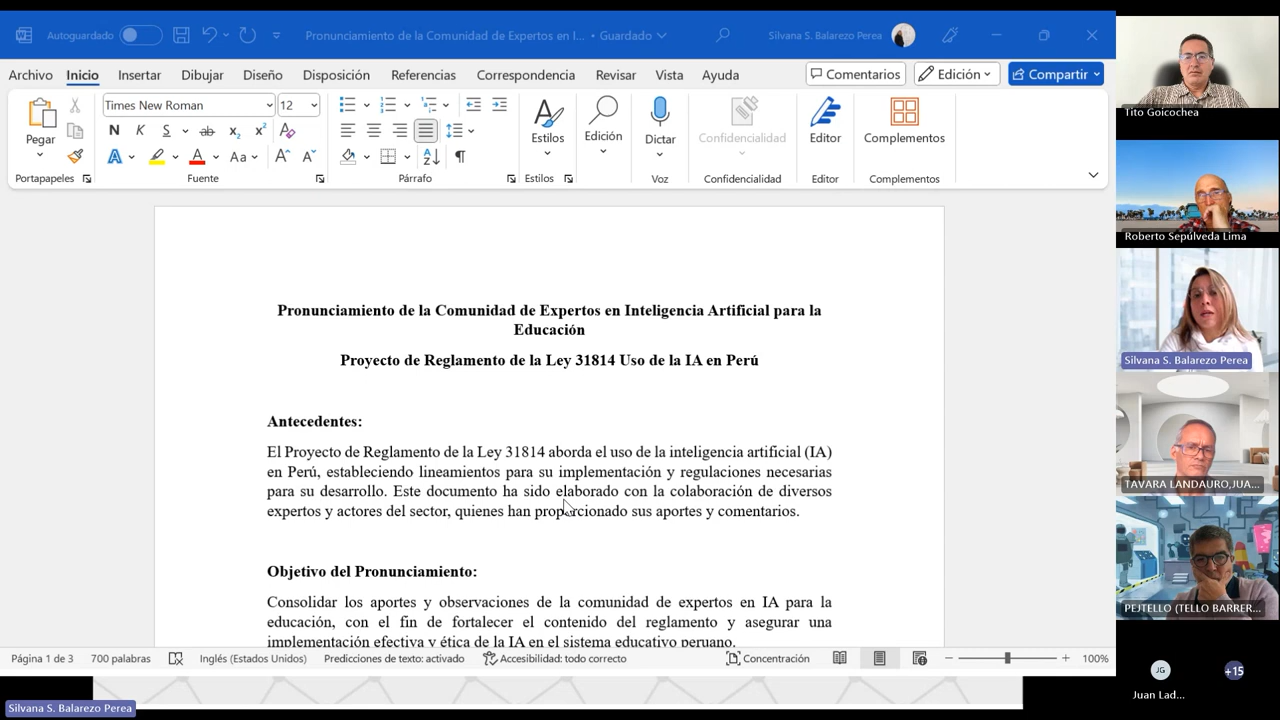 Autoguardado
Pronunciamiento de la Comunidad de Expertos en I... • Guardado
Silvana S. Balarezo Perea
Archivo Inicio Insertar Dibujar Diseño Disposición Referencias Correspondencia Revisar Vista Ayuda Comentarios Edición Compartir
Times New Roman 12
Pegar
N K S ab x₂ x² A
A A Aa A A
Estilos Edición Dictar Confidencialidad Editor Complementos
Portapapeles Fuente Párrafo Estilos Voz Confidencialidad Editor Complementos
Pronunciamiento de la Comunidad de Expertos en Inteligencia Artificial para la
Educación
Proyecto de Reglamento de la Ley 31814 Uso de la IA en Perú
Antecedentes:
El Proyecto de Reglamento de la Ley 31814 aborda el uso de la inteligencia artificial (IA)
en Perú, estableciendo lineamientos para su implementación y regulaciones necesarias
para su desarrollo. Este documento ha sido elaborado con la colaboración de diversos
expertos y actores del sector, quienes han proporcionado sus aportes y comentarios.
Objetivo del Pronunciamiento:
Consolidar los aportes y observaciones de la comunidad de expertos en IA para la
educación, con el fin de fortalecer el contenido del reglamento y asegurar una
implementación efectiva y ética de la IA en el sistema educativo peruano.
Página 1 de 3 700 palabras Inglés (Estados Unidos) Predicciones de texto: activado Accesibilidad: todo correcto Concentración 100%
Silvana S. Balarezo Perea
Tito Goicochea
Roberto Sepúlveda Lima
Silvana S. Balarezo Perea
TAVARA LANDAURO,JUA...
PEJTELLO (TELLO BARRER...
JG +15
Juan Lad...